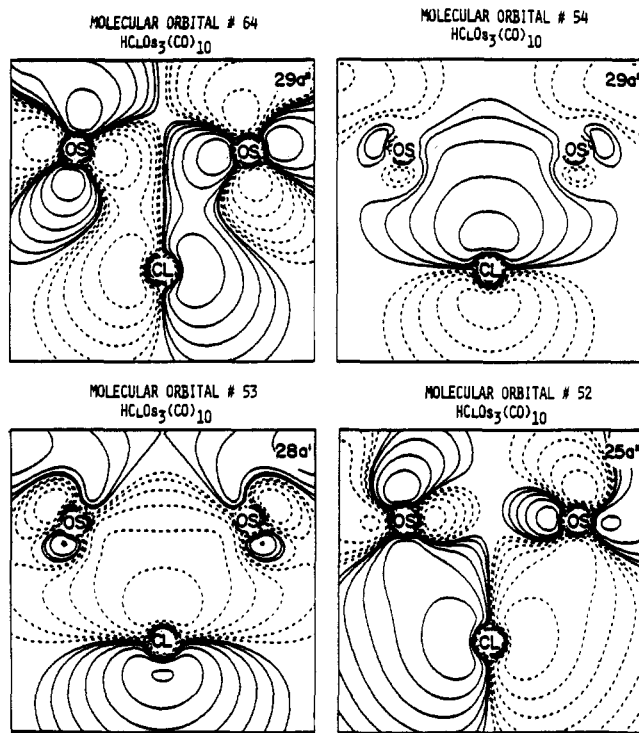 MOLECULAR ORBITAL # 64
HCLOs₃(CO)₁₀
29a"
OS
OS
CL
MOLECULAR ORBITAL # 54
HCLOs₃(CO)₁₀
29a'
OS
OS
CL
MOLECULAR ORBITAL # 53
HCLOs₃(CO)₁₀
28a'
OS
OS
CL
MOLECULAR ORBITAL # 52
HCLOs₃(CO)₁₀
25a"
OS
OS
CL